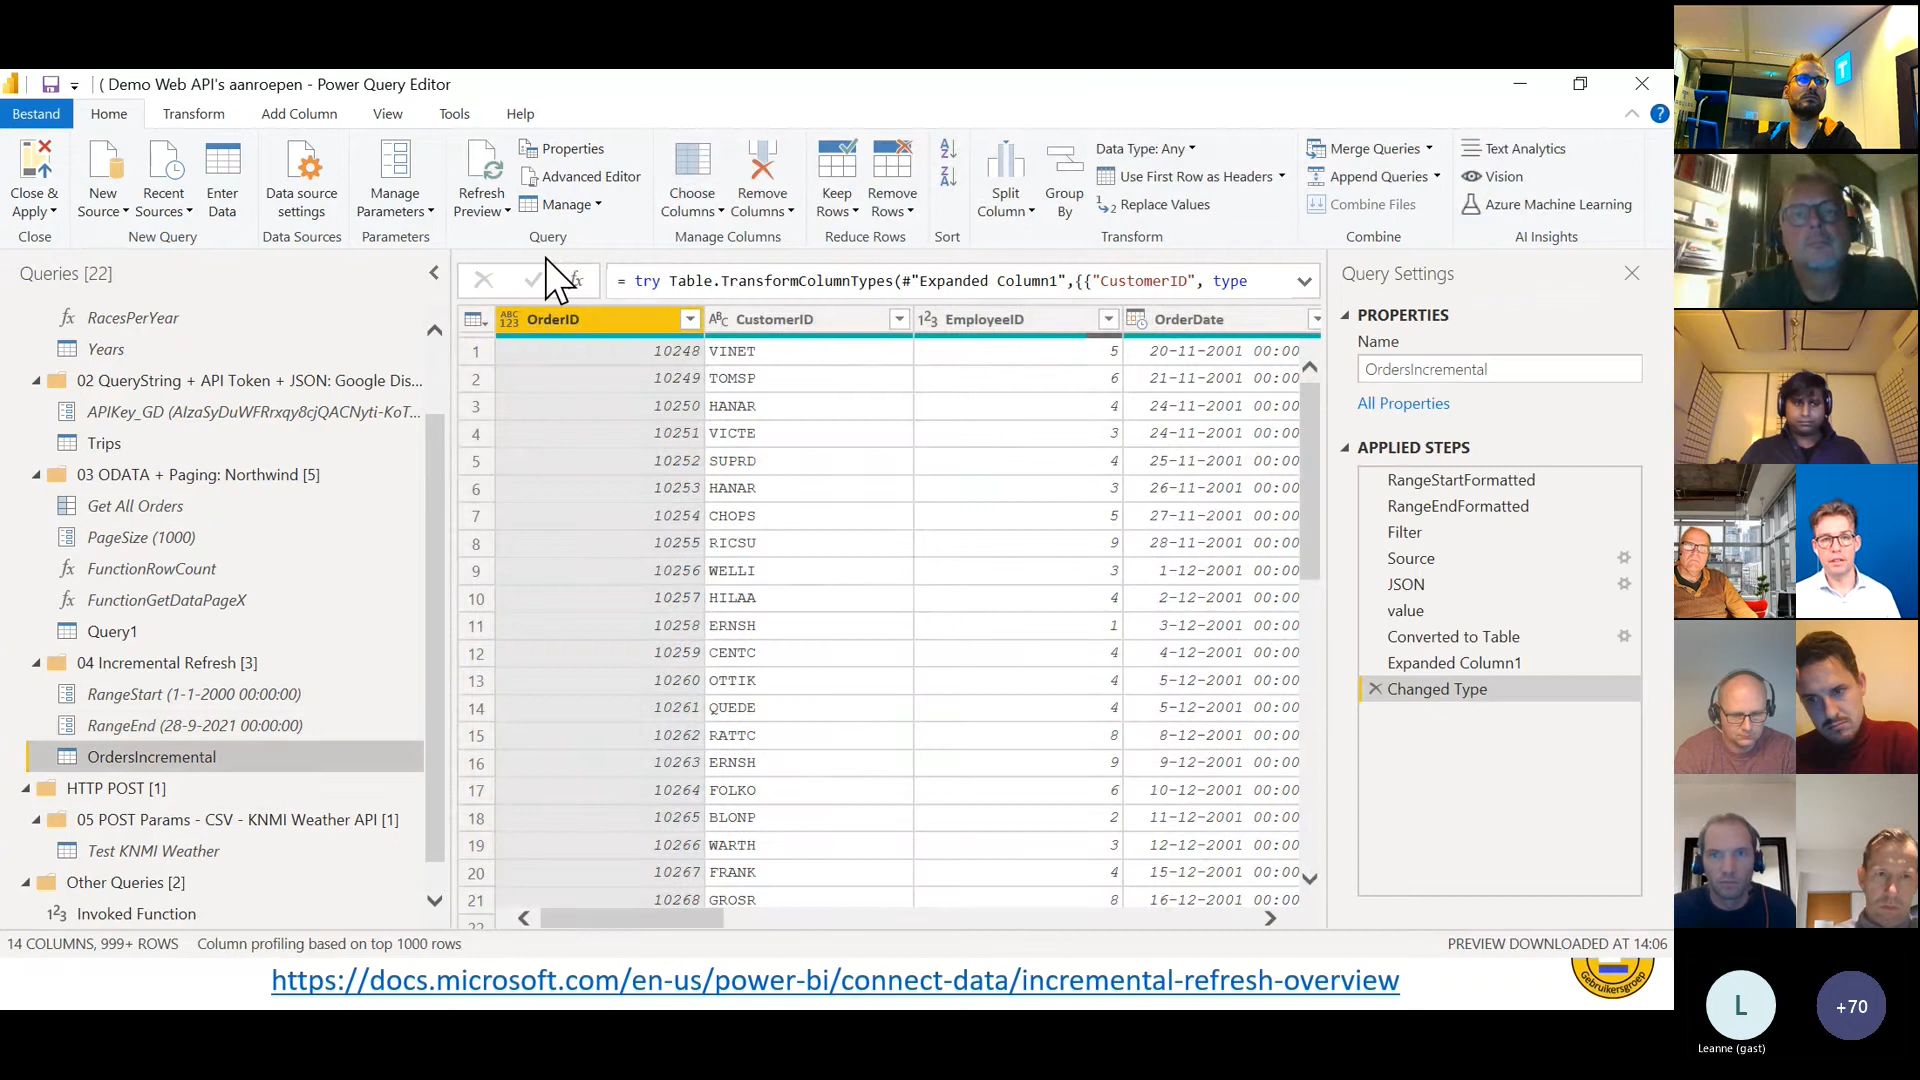 ( Demo Web API's aanroepen - Power Query Editor
Bestand Home Transform Add Column View Tools Help
Close & Apply
New Source
Recent Sources
Enter Data
Data source settings
Manage Parameters
Refresh Preview
Properties
Advanced Editor
Manage
Choose Columns
Remove Columns
Keep Rows
Remove Rows
Split Column
Group By
Data Type: Any
Use First Row as Headers
Replace Values
Merge Queries
Append Queries
Combine Files
Text Analytics
Vision
Azure Machine Learning
Close New Query Data Sources Parameters Query Manage Columns Reduce Rows Sort Transform Combine AI Insights
Queries [22]
fx RacesPerYear
Years
02 QueryString + API Token + JSON: Google Dis...
Trips
03 ODATA + Paging: Northwind [5]
Get All Orders
PageSize (1000)
fx FunctionRowCount
fx FunctionGetDataPageX
Query1
04 Incremental Refresh [3]
RangeStart (1-1-2000 00:00:00)
RangeEnd (28-9-2021 00:00:00)
OrdersIncremental
HTTP POST [1]
05 POST Params - CSV - KNMI Weather API [1]
Test KNMI Weather
Other Queries [2]
123 Invoked Function
= try Table.TransformColumnTypes(#"Expanded Column1",{{"CustomerID", type
ABC 123 OrderID ABC CustomerID 123 EmployeeID OrderDate
1 10248 VINET 5 20-11-2001 00:00
2 10249 TOMSP 6 21-11-2001 00:00
3 10250 HANAR 4 24-11-2001 00:00
4 10251 VICTE 3 24-11-2001 00:00
5 10252 SUPRD 4 25-11-2001 00:00
6 10253 HANAR 3 26-11-2001 00:00
7 10254 CHOPS 5 27-11-2001 00:00
8 10255 RICSU 9 28-11-2001 00:00
9 10256 WELLI 3 1-12-2001 00:00
10 10257 HILAA 4 2-12-2001 00:00
11 10258 ERNSH 1 3-12-2001 00:00
12 10259 CENTC 4 4-12-2001 00:00
13 10260 OTTIK 4 5-12-2001 00:00
14 10261 QUEDE 4 5-12-2001 00:00
15 10262 RATTC 8 8-12-2001 00:00
16 10263 ERNSH 9 9-12-2001 00:00
17 10264 FOLKO 6 10-12-2001 00:00
18 10265 BLONP 2 11-12-2001 00:00
19 10266 WARTH 3 12-12-2001 00:00
20 10267 FRANK 4 15-12-2001 00:00
21 10268 GROSR 8 16-12-2001 00:00
Query Settings
PROPERTIES
Name
OrdersIncremental
All Properties
APPLIED STEPS
RangeStartFormatted
RangeEndFormatted
Filter
Source
JSON
value
Converted to Table
Expanded Column1
Changed Type
14 COLUMNS, 999+ ROWS Column profiling based on top 1000 rows
PREVIEW DOWNLOADED AT 14:06
https://docs.microsoft.com/en-us/power-bi/connect-data/incremental-refresh-overview
Gebruikersgroep
L
+70
Leanne (gast)